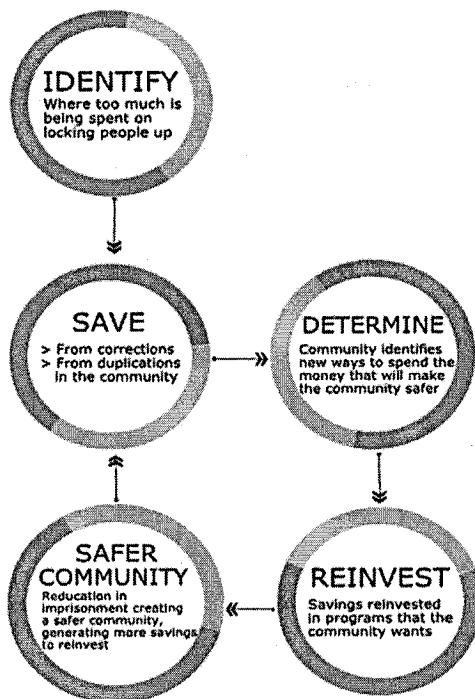 IDENTIFY
Where too much is
being spent on
locking people up
SAVE
> From corrections
> From duplications
in the community
DETERMINE
Community identifies
new ways to spend the
money that will make
the community safer
REINVEST
Savings reinvested
in programs that the
community wants
SAFER
COMMUNITY
Reducation in
imprisonment creating
a safer community,
generating more savings
to reinvest